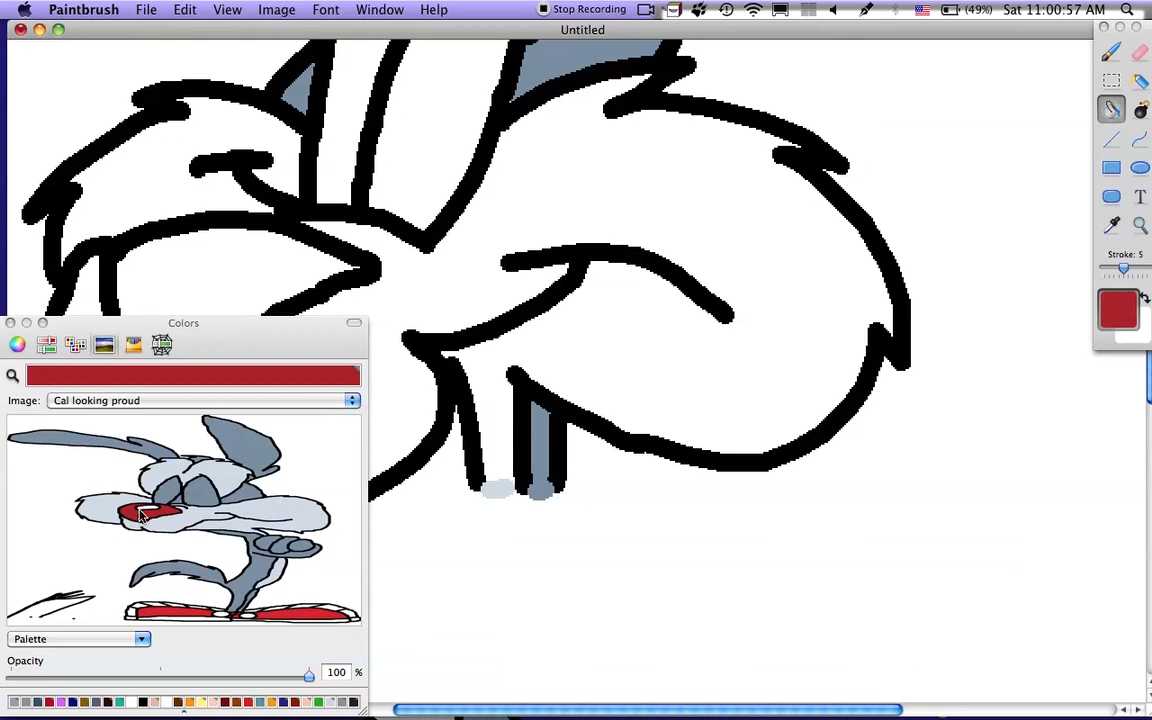 Paintbrush File Edit View Image Font Window Help Stop Recording (49%) Sat 11:00:57 AM
Untitled
T
Stroke: 5
Colors
Image: Cal looking proud
Palette
Opacity
100 %